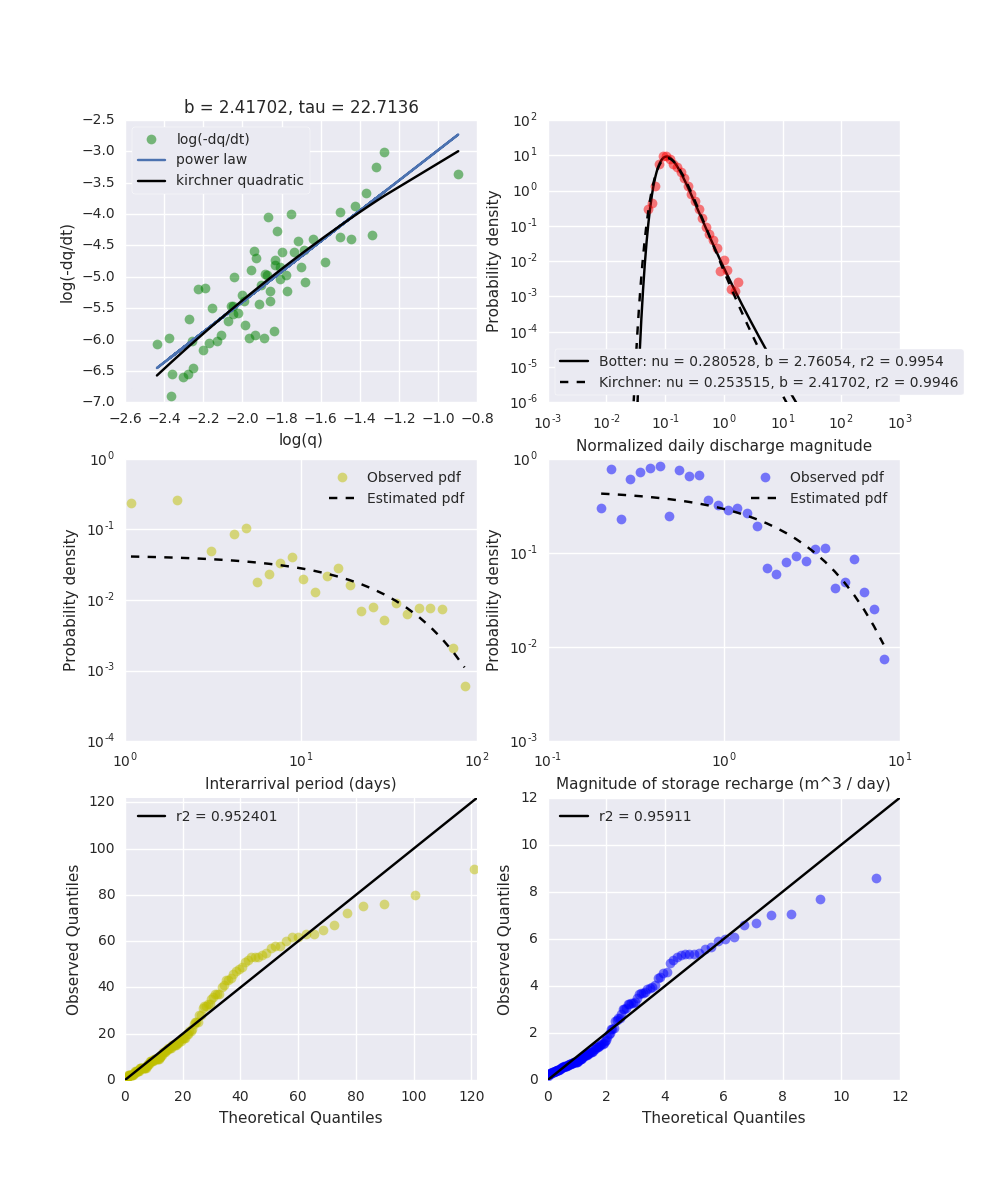 b = 2.41702, tau = 22.7136
−2.5
−3.0
−3.5
−4.0
−4.5
−5.0
−5.5
−6.0
−6.5
−7.0
log(-dq/dt)
log(-dq/dt)
power law
kirchner quadratic
−2.6 −2.4 −2.2 −2.0 −1.8 −1.6 −1.4 −1.2 −1.0 −0.8
log(q)
10^2
10^1
10^0
10^-1
10^-2
10^-3
10^-4
10^-5
10^-6
Probability density
Botter: nu = 0.280528, b = 2.76054, r2 = 0.9954
Kirchner: nu = 0.253515, b = 2.41702, r2 = 0.9946
10^-3 10^-2 10^-1 10^0 10^1 10^2 10^3
Normalized daily discharge magnitude
10^0
10^-1
10^-2
10^-3
10^-4
Probability density
Observed pdf
Estimated pdf
10^0 10^1 10^2
Interarrival period (days)
10^0
10^-1
10^-2
10^-3
Probability density
Observed pdf
Estimated pdf
10^-1 10^0 10^1
Magnitude of storage recharge (m^3 / day)
120
100
80
60
40
20
0
Observed Quantiles
r2 = 0.952401
0 20 40 60 80 100 120
Theoretical Quantiles
12
10
8
6
4
2
0
Observed Quantiles
r2 = 0.95911
0 2 4 6 8 10 12
Theoretical Quantiles